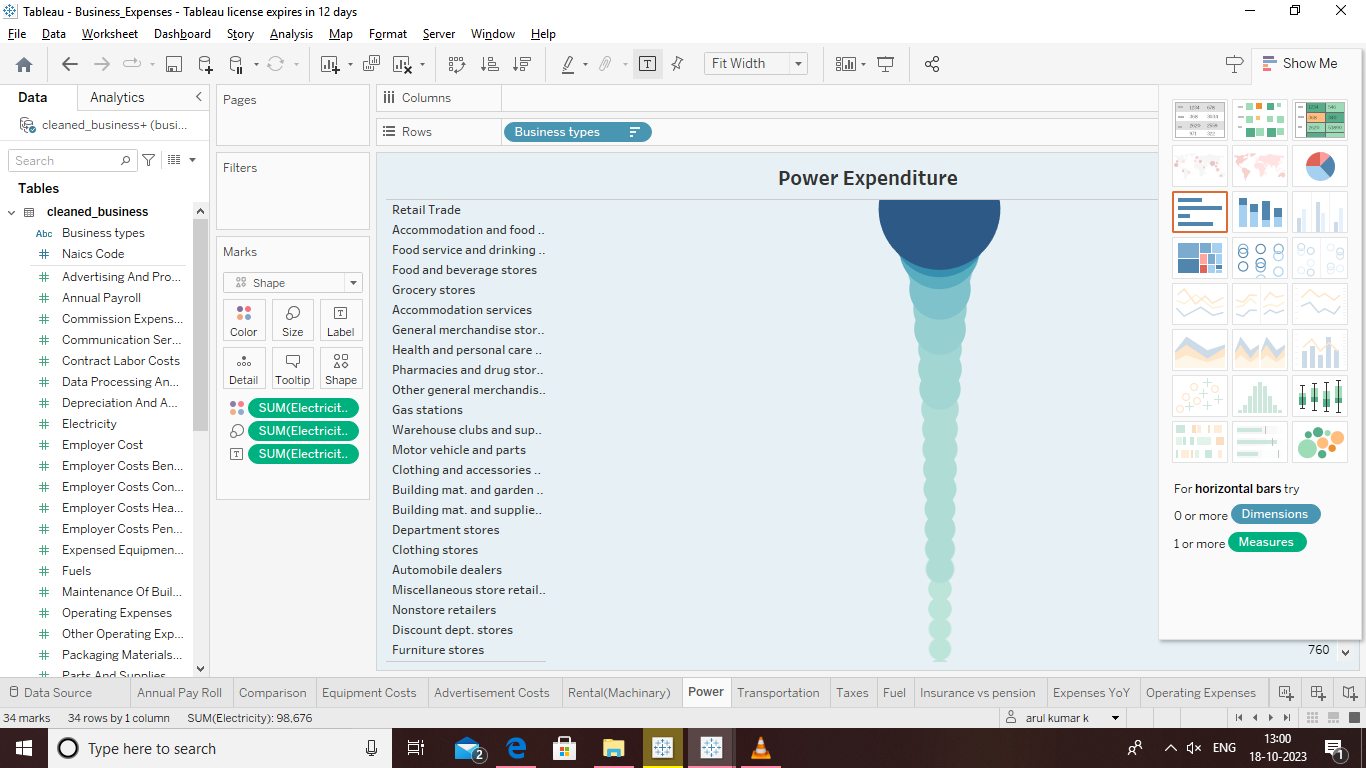 Tableau - Business_Expenses - Tableau license expires in 12 days
File Data Worksheet Dashboard Story Analysis Map Format Server Window Help
Fit Width
Show Me
Data Analytics
cleaned_business+ (busi...
Search
Tables
cleaned_business
Abc Business types
Naics Code
Advertising And Pro...
Annual Payroll
Commission Expens...
Communication Ser...
Contract Labor Costs
Data Processing An...
Depreciation And A...
Electricity
Employer Cost
Employer Costs Ben...
Employer Costs Con...
Employer Costs Hea...
Employer Costs Pen...
Expensed Equipmen...
Fuels
Maintenance Of Buil...
Operating Expenses
Other Operating Exp...
Packaging Materials...
Parts And Supplies
Pages
Filters
Marks
Shape
Color Size Label
Detail Tooltip Shape
SUM(Electricit..
SUM(Electricit..
SUM(Electricit..
Columns
Rows Business types
Power Expenditure
Retail Trade
Accommodation and food ..
Food service and drinking ..
Food and beverage stores
Grocery stores
Accommodation services
General merchandise stor..
Health and personal care ..
Pharmacies and drug stor..
Other general merchandis..
Gas stations
Warehouse clubs and sup..
Motor vehicle and parts
Clothing and accessories ..
Building mat. and garden ..
Building mat. and supplie..
Department stores
Clothing stores
Automobile dealers
Miscellaneous store retail..
Nonstore retailers
Discount dept. stores
Furniture stores
760
For horizontal bars try
0 or more Dimensions
1 or more Measures
Data Source Annual Pay Roll Comparison Equipment Costs Advertisement Costs Rental(Machinary) Power Transportation Taxes Fuel Insurance vs pension Expenses YoY Operating Expenses
34 marks 34 rows by 1 column SUM(Electricity): 98,676 arul kumar k
Type here to search
2
ENG
13:00
18-10-2023
1